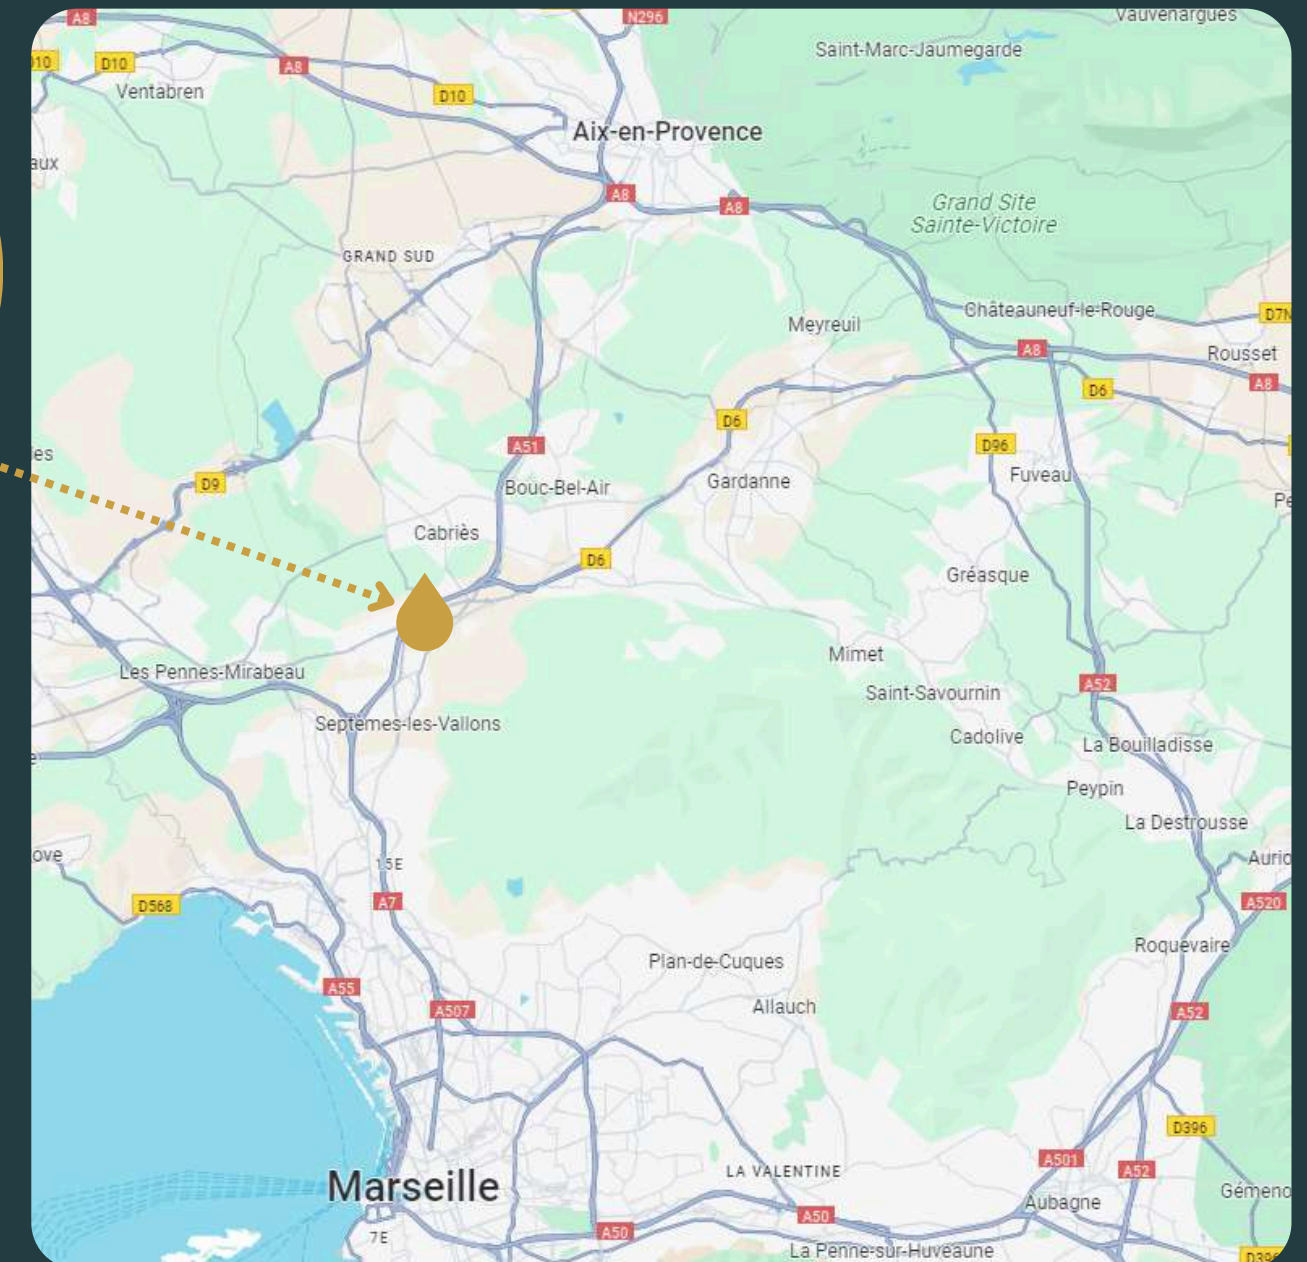 A8
N296
Vauvenargues
Saint-Marc-Jaumegarde
D10
A8
Ventabren
D10
Aix-en-Provence
A8
A8
Grand Site
Sainte-Victoire
GRAND SUD
Châteauneuf-le-Rouge
D7N
Meyreuil
A8
Rousset
A8
D6
D6
A51
D96
D9
Bouc-Bel-Air
Gardanne
Fuveau
Cabriès
D6
Gréasque
Mimet
Les Pennes-Mirabeau
A52
Saint-Savournin
Septèmes-les-Vallons
Cadolive
La Bouilladisse
Peypin
La Destrousse
15E
A7
D568
A520
Roquevaire
Plan-de-Cuques
A55
Allauch
A507
A52
D396
A501
A52
LA VALENTINE
Marseille
Aubagne
A50
A50
7E
La Penne-sur-Huveaune